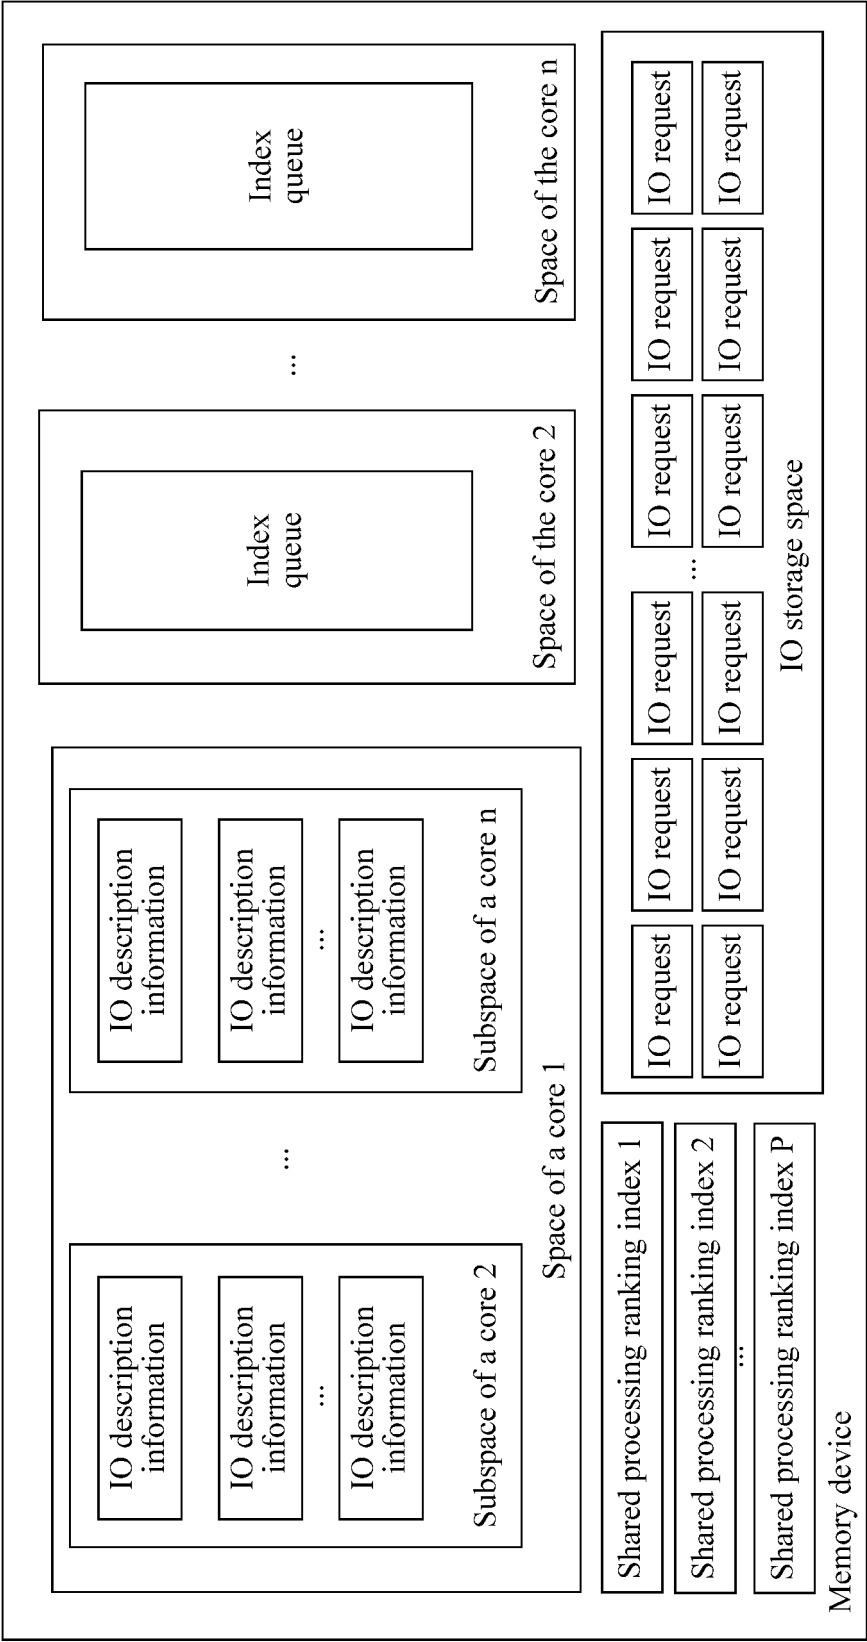 IO description
information
IO description
information
...
IO description
information
Subspace of a core 2
...
IO description
information
IO description
information
...
IO description
information
Subspace of a core n
Space of a core 1
Index
queue
Space of the core 2
...
Index
queue
Space of the core n
Shared processing ranking index 1
Shared processing ranking index 2
...
Shared processing ranking index P
IO request
IO request
IO request
IO request
IO request
IO request
...
IO request
IO request
IO request
IO request
IO request
IO request
IO storage space
Memory device